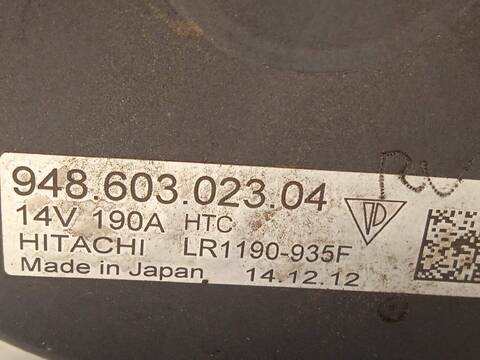 948.603.023.04
14V 190A HTC
HITACHI LR1190-935F
Made in Japan 14.12.12